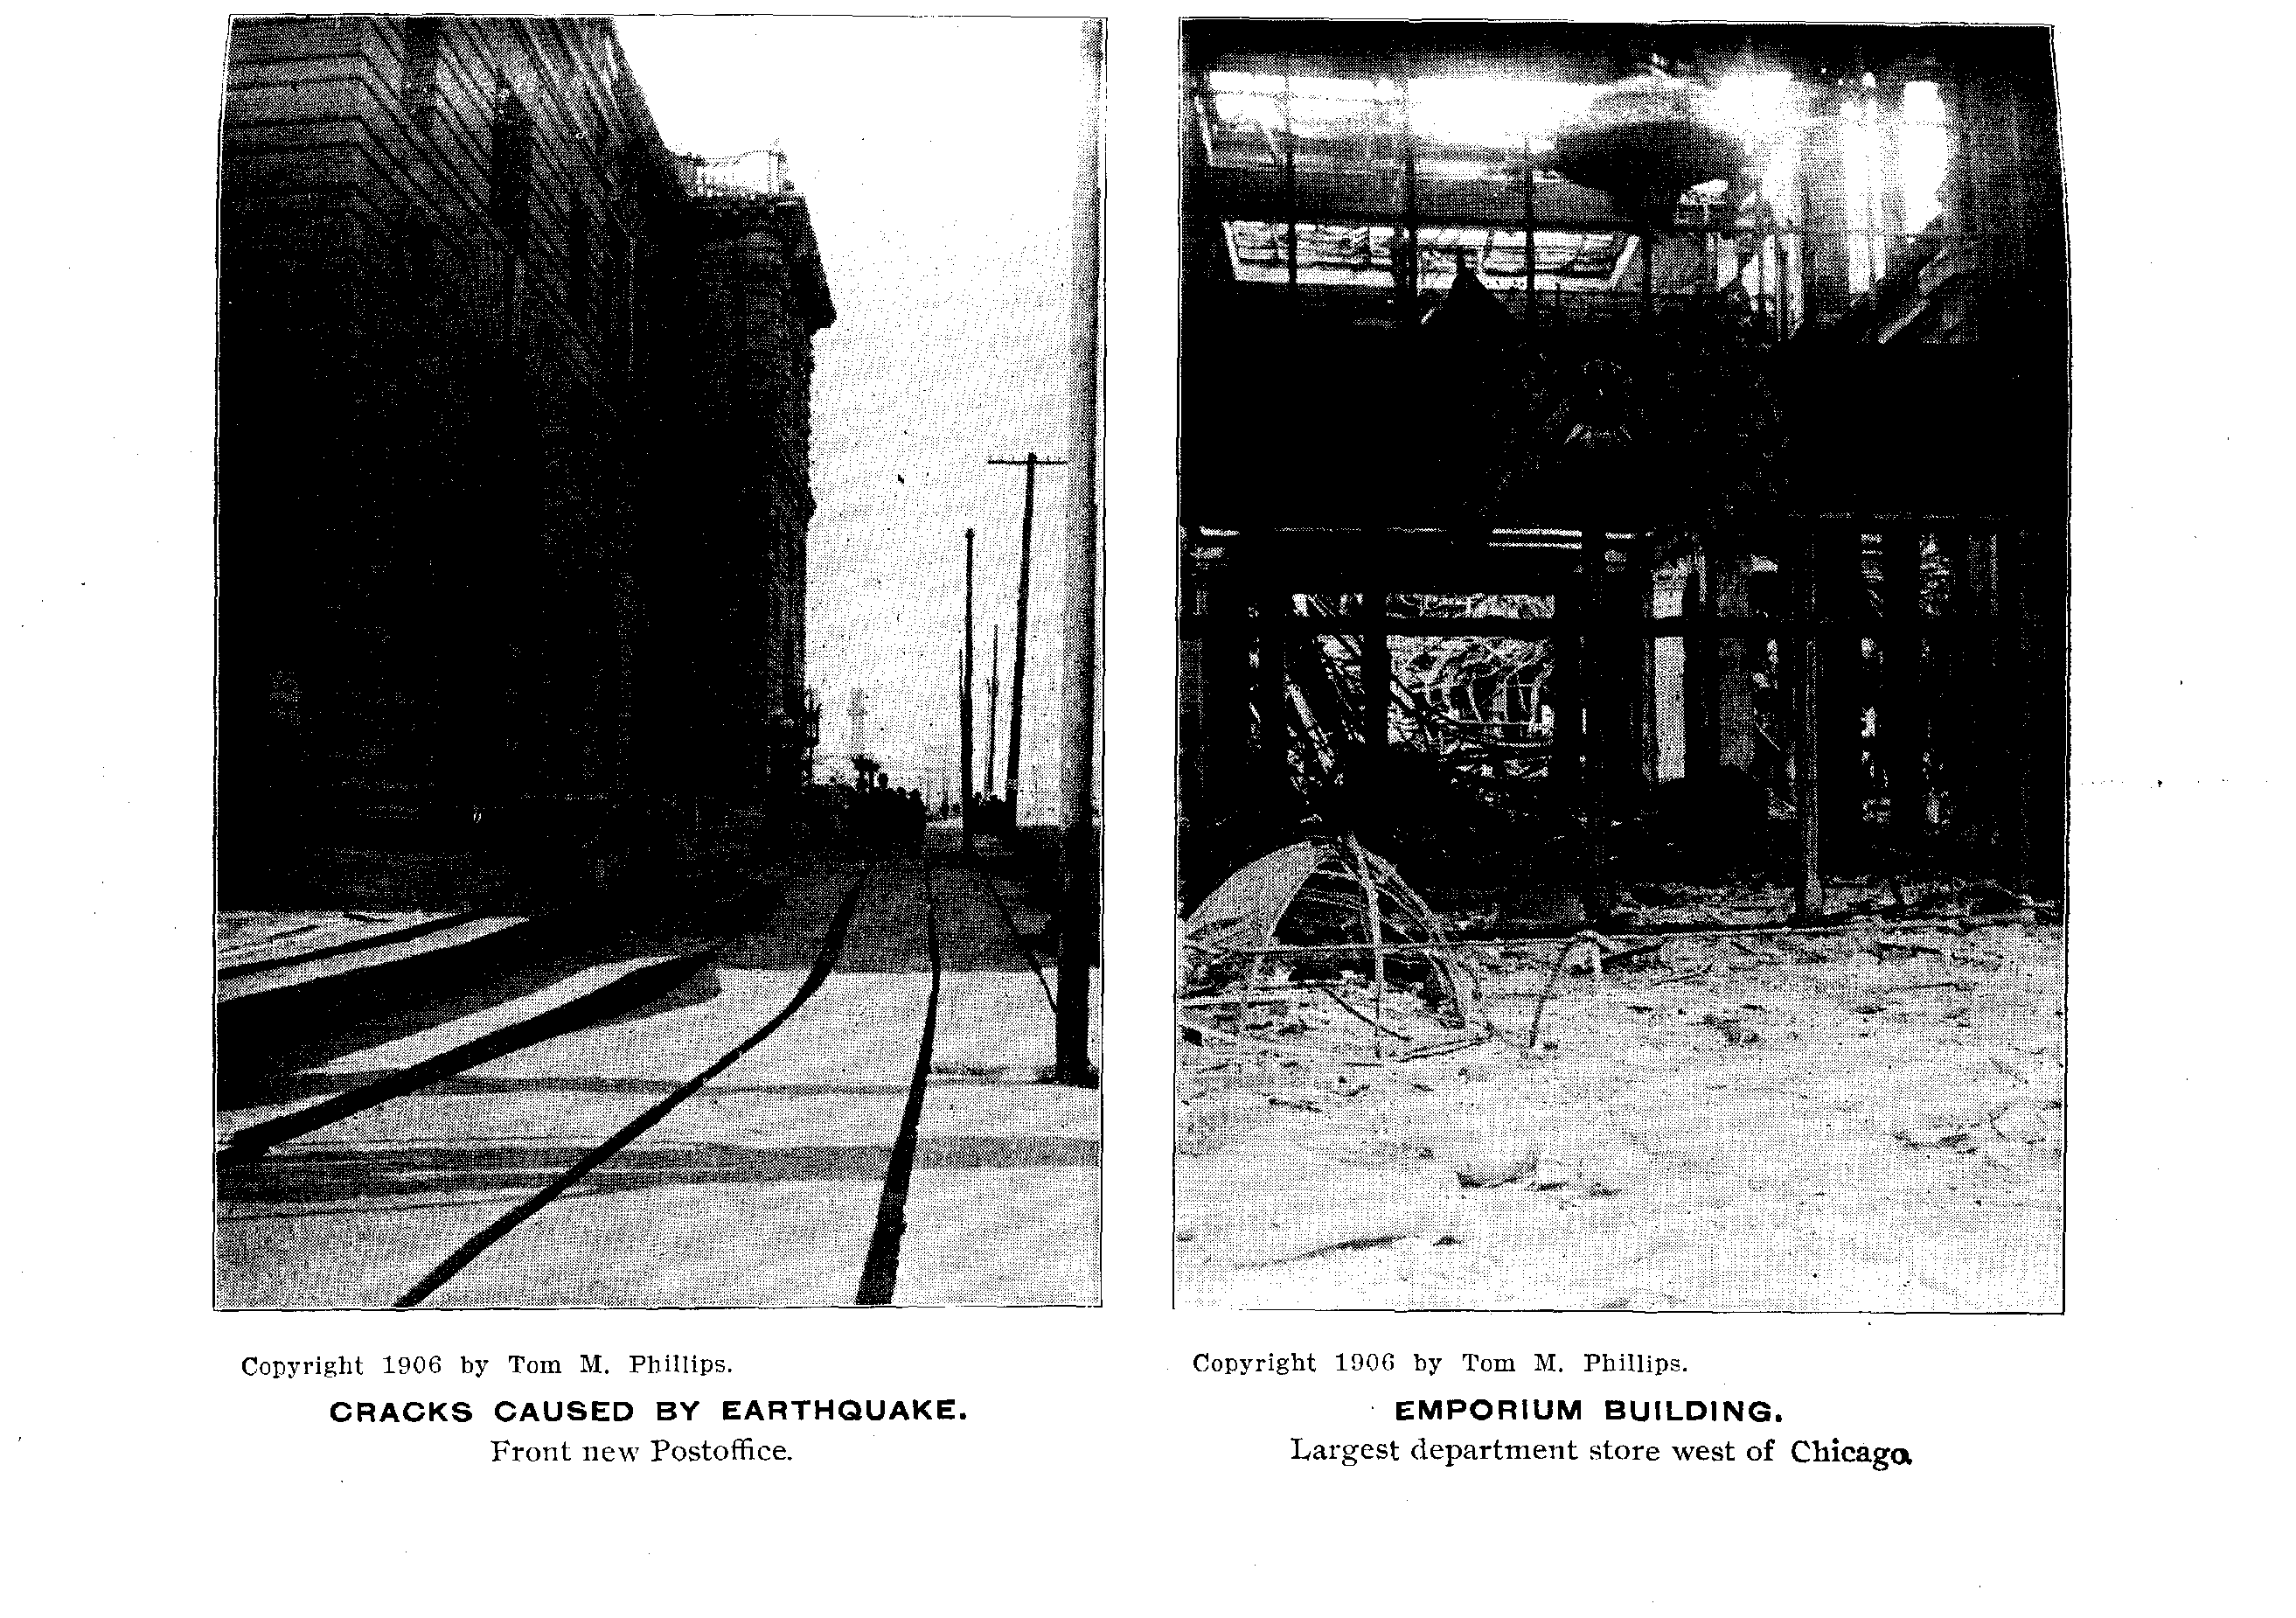 Copyright 1906 by Tom M. Phillips.
CRACKS CAUSED BY EARTHQUAKE.
Front new Postoffice.
Copyright 1906 by Tom M. Phillips.
EMPORIUM BUILDING.
Largest department store west of Chicago.